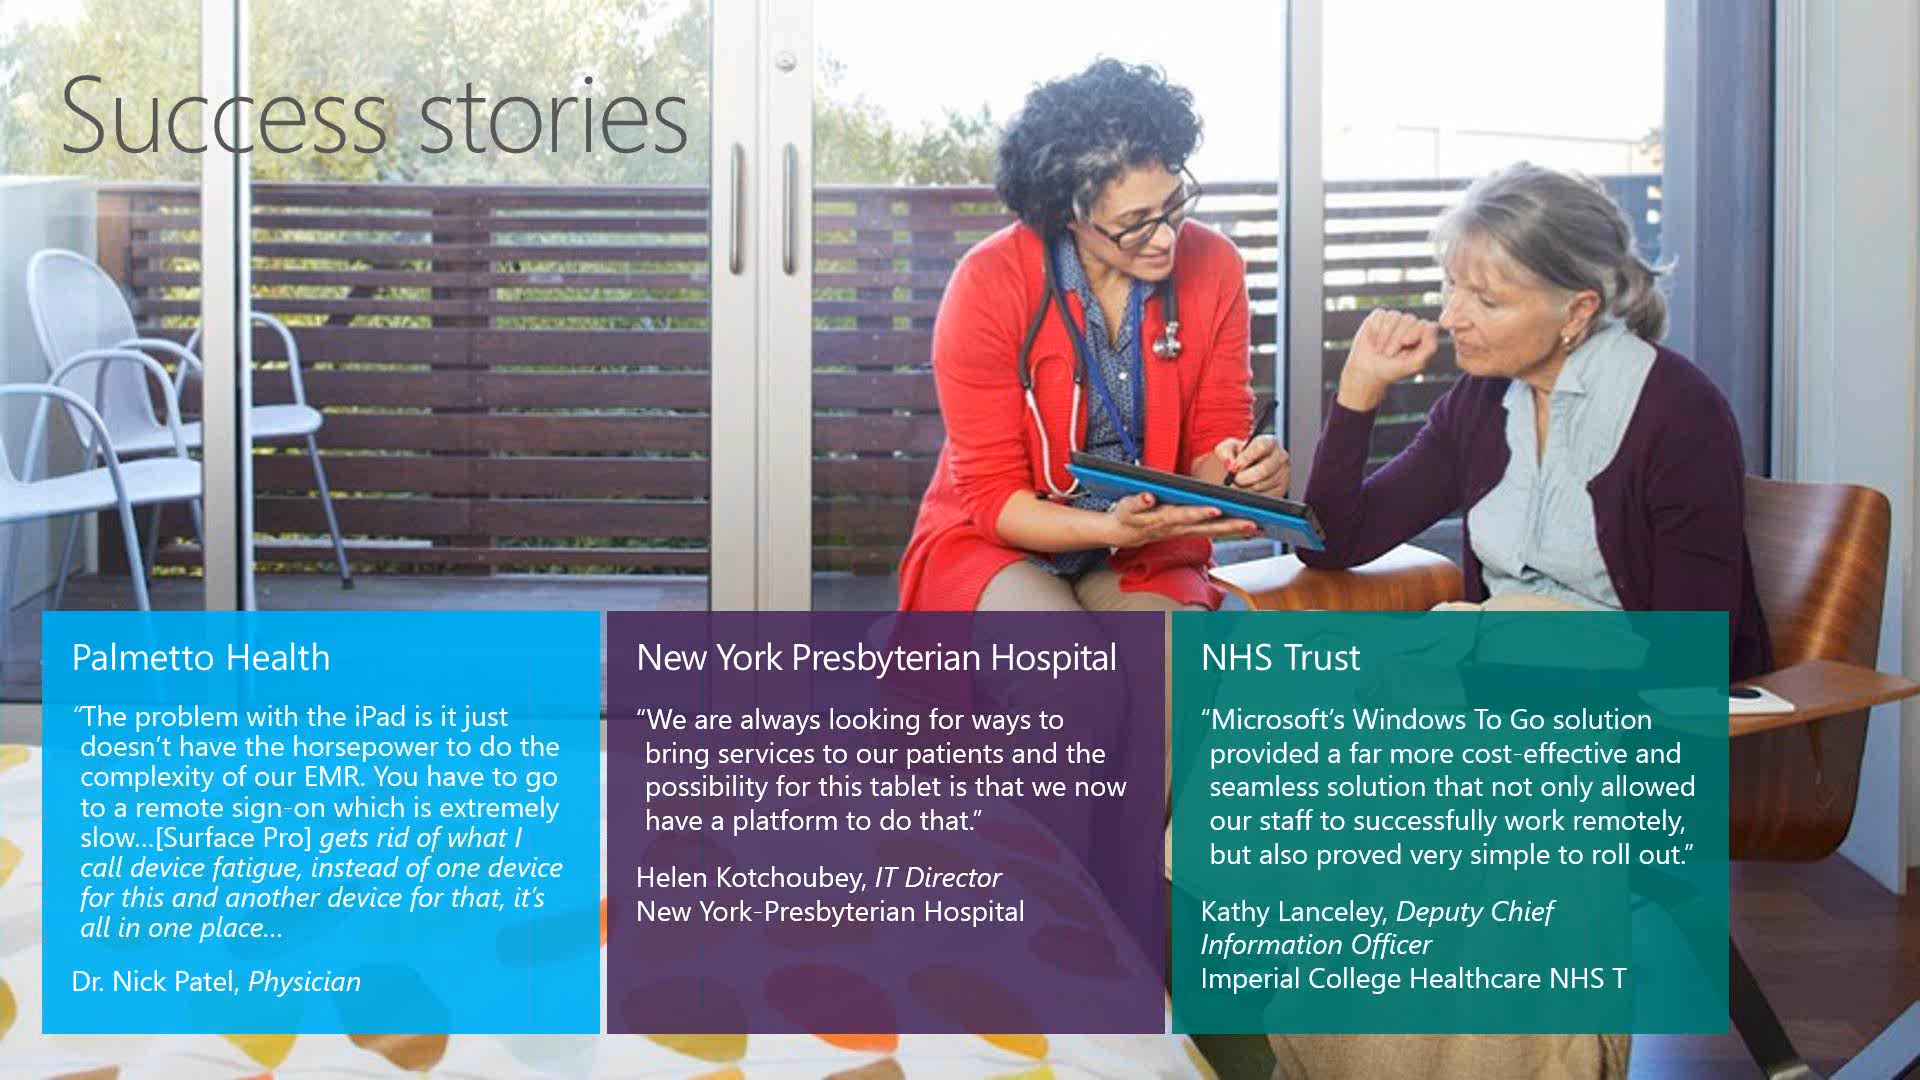 Success stories
Palmetto Health
“The problem with the iPad is it just
doesn’t have the horsepower to do the
complexity of our EMR. You have to go
to a remote sign-on which is extremely
slow...[Surface Pro] gets rid of what I
call device fatigue, instead of one device
for this and another device for that, it’s
all in one place...
Dr. Nick Patel, Physician
New York Presbyterian Hospital
“We are always looking for ways to
bring services to our patients and the
possibility for this tablet is that we now
have a platform to do that.”
Helen Kotchoubey, IT Director
New York-Presbyterian Hospital
NHS Trust
“Microsoft’s Windows To Go solution
provided a far more cost-effective and
seamless solution that not only allowed
our staff to successfully work remotely,
but also proved very simple to roll out.”
Kathy Lanceley, Deputy Chief
Information Officer
Imperial College Healthcare NHS T